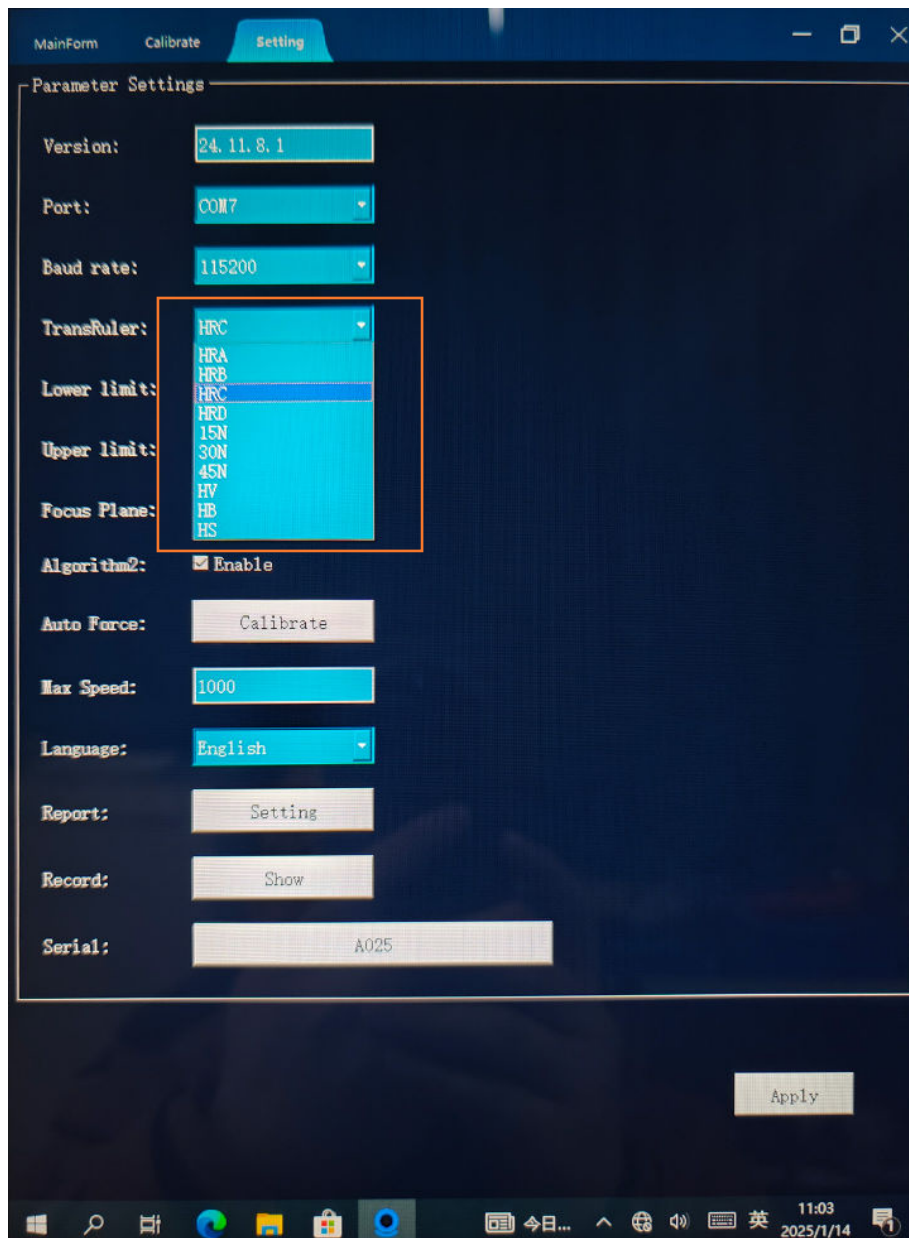 MainForm Calibrate Setting
Parameter Settings
Version: 24. 11. 8. 1
Port: COM7
Baud rate: 115200
TransRuler: HRC
HRA
HRB
HRC
HRD
15N
30N
45N
HV
HB
HS
Lower limit:
Upper limit:
Focus Plane:
Algorithm2: Enable
Auto Force: Calibrate
Max Speed: 1000
Language: English
Report: Setting
Record: Show
Serial: A025
Apply
今日... 英 11:03
2025/1/14 1